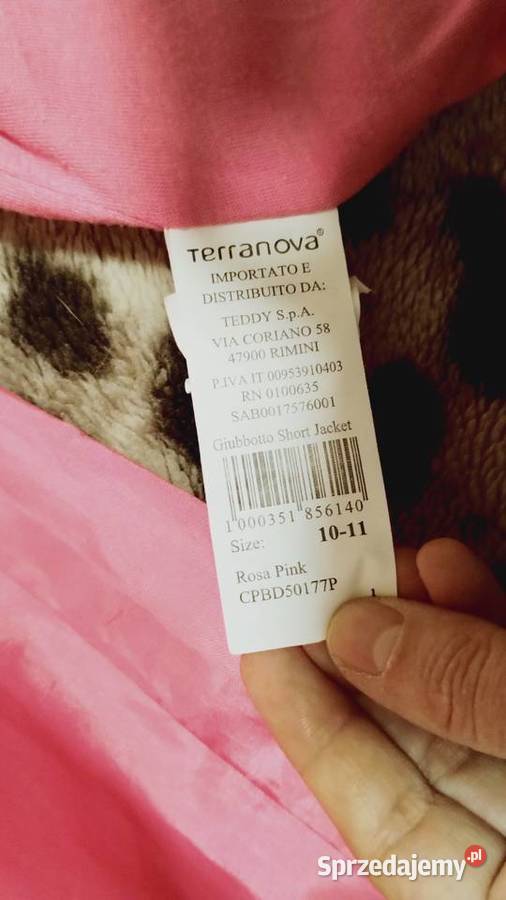 Terranova®
IMPORTATO E
DISTRIBUITO DA:
TEDDY S.p.A.
VIA CORIANO 58
47900 RIMINI
P.IVA IT 00953910403
RN 0100635
SAB0017576001
Giubbotto Short Jacket
1 000351 856140
Size: 10-11
Rosa Pink
CPBD50177P 1
Sprzedajemy.pl